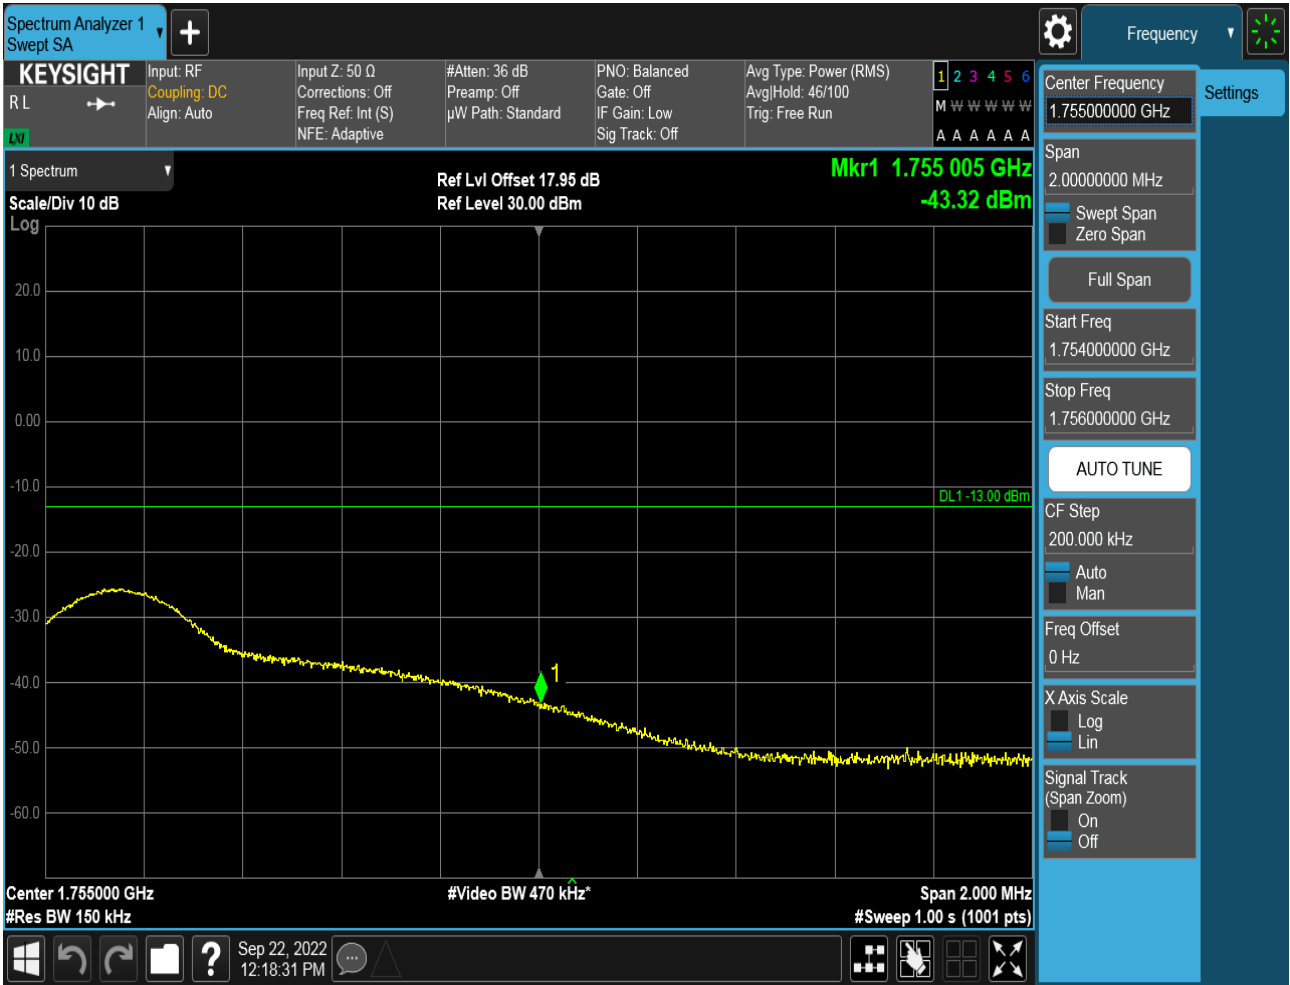 Spectrum Analyzer 1
Swept SA
Frequency
KEYSIGHT
R L
LXI
Input: RF
Coupling: DC
Align: Auto
Input Z: 50 Ω
Corrections: Off
Freq Ref: Int (S)
NFE: Adaptive
#Atten: 36 dB
Preamp: Off
µW Path: Standard
PNO: Balanced
Gate: Off
IF Gain: Low
Sig Track: Off
Avg Type: Power (RMS)
Avg|Hold: 46/100
Trig: Free Run
1 2 3 4 5 6
M W W W W W
A A A A A A
1 Spectrum
Scale/Div 10 dB
Log
Ref Lvl Offset 17.95 dB
Ref Level 30.00 dBm
Mkr1 1.755 005 GHz
-43.32 dBm
20.0
10.0
0.00
-10.0
-20.0
-30.0
-40.0
-50.0
-60.0
DL1 -13.00 dBm
1
Center 1.755000 GHz
#Res BW 150 kHz
#Video BW 470 kHz*
Span 2.000 MHz
#Sweep 1.00 s (1001 pts)
Sep 22, 2022
12:18:31 PM
Center Frequency
1.755000000 GHz
Span
2.00000000 MHz
Swept Span
Zero Span
Full Span
Start Freq
1.754000000 GHz
Stop Freq
1.756000000 GHz
AUTO TUNE
CF Step
200.000 kHz
Auto
Man
Freq Offset
0 Hz
X Axis Scale
Log
Lin
Signal Track
(Span Zoom)
On
Off
Settings